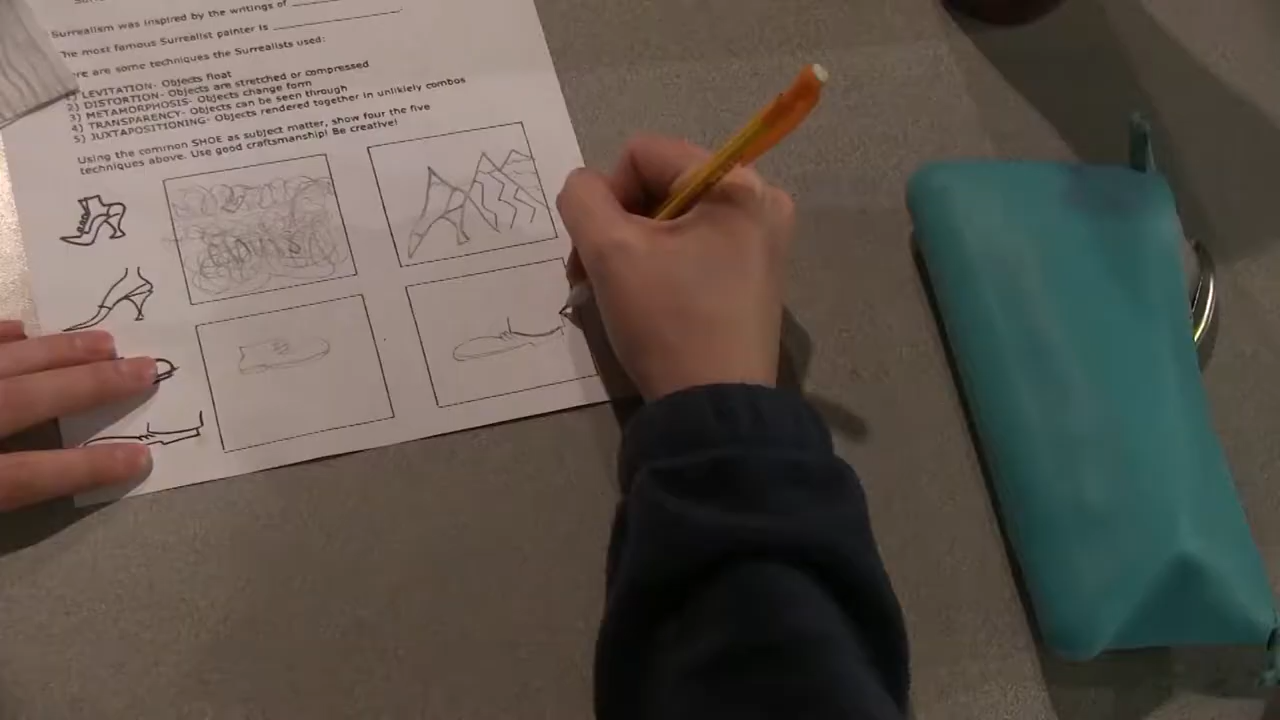 Surrealism was inspired by the writings of
The most famous Surrealist painter is
are some techniques the Surrealists used:
1) LEVITATION- Objects float
2) DISTORTION- Objects are stretched or compressed
3) METAMORPHOSIS- Objects change form
4) TRANSPARENCY- Objects can be seen through
5) JUXTAPOSITIONING- Objects rendered together in unliklely combos
Using the common SHOE as subject matter, show four the five
techniques above. Use good craftsmanship! Be creative!